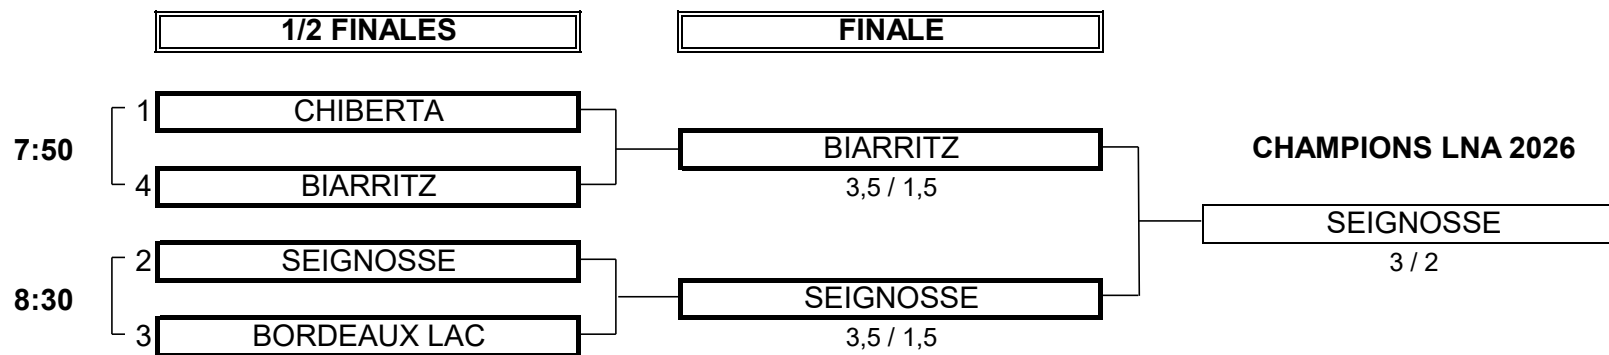 1/2 FINALES
FINALE
7:50
1 CHIBERTA
4 BIARRITZ
BIARRITZ
3,5 / 1,5
CHAMPIONS LNA 2026
SEIGNOSSE
3 / 2
8:30
2 SEIGNOSSE
3 BORDEAUX LAC
SEIGNOSSE
3,5 / 1,5